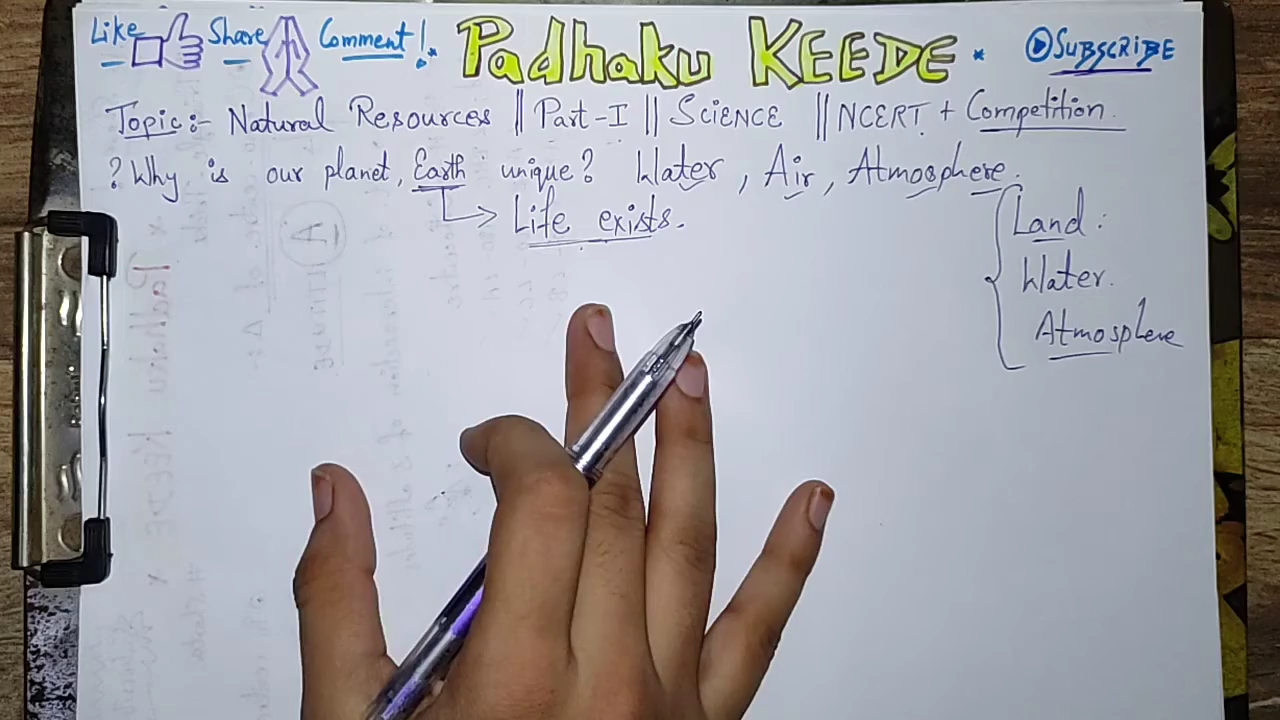 Like Share Comment! Padhaku KEEDE SUBSCRIBE
Topic:- Natural Resources || Part-I || SCIENCE || NCERT + Competition.
? Why is our planet, Earth unique? Water, Air, Atmosphere.
Life exists.
Land:
Water.
Atmosphere